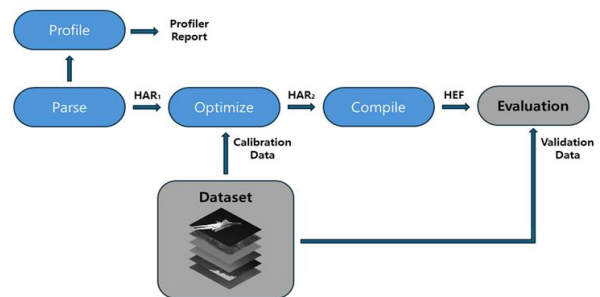 Profile
Profiler
Report
Parse
HAR₁
Optimize
HAR₂
Compile
HEF
Evaluation
Calibration
Data
Validation
Data
Dataset